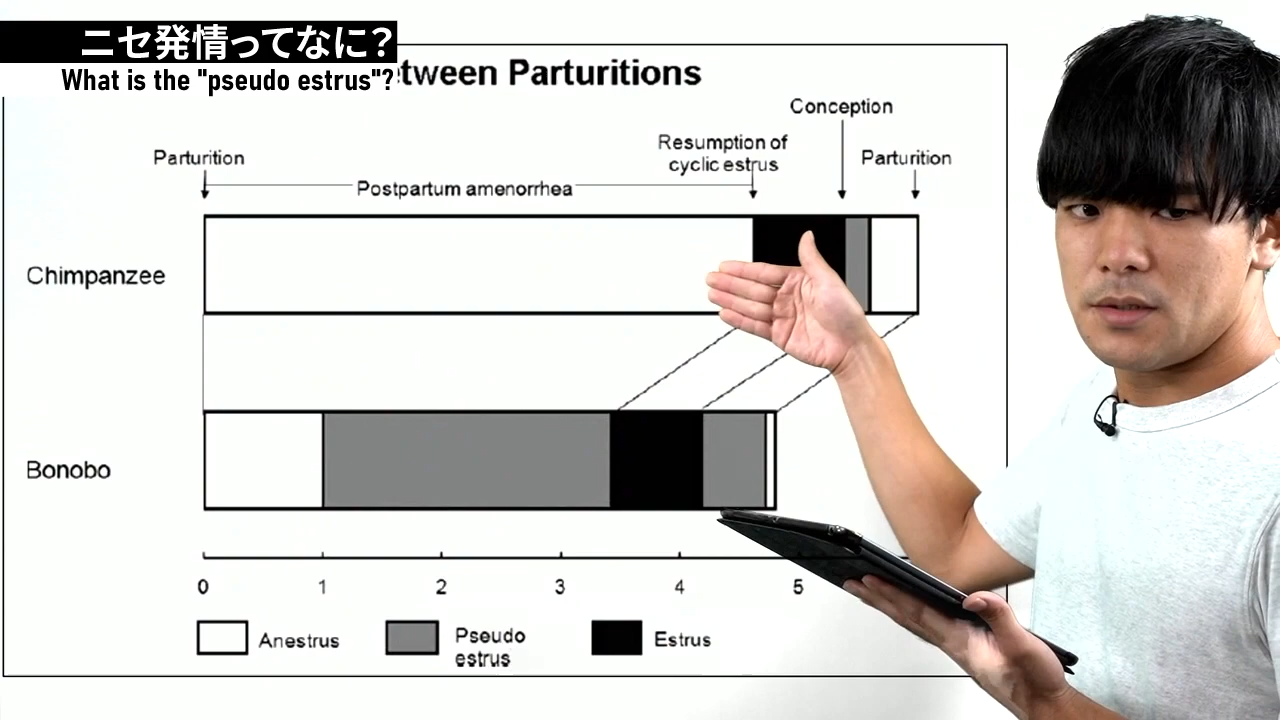 ニセ発情ってなに？
What is the "pseudo estrus"?
tween Parturitions
Conception
Resumption of
cyclic estrus
Parturition
Parturition
Postpartum amenorrhea
Chimpanzee
Bonobo
0 1 2 3 4 5
Anestrus
Pseudo
estrus
Estrus